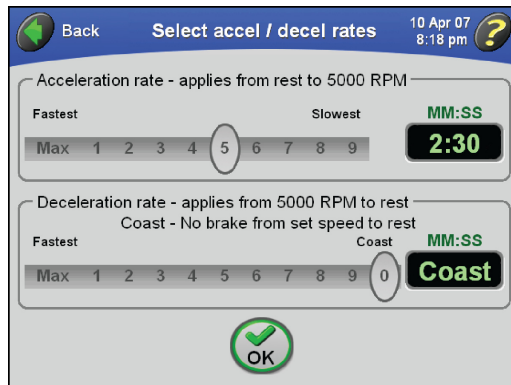 Back
Select accel / decel rates
10 Apr 07
8:18 pm
?
Acceleration rate - applies from rest to 5000 RPM
Fastest Slowest MM:SS
Max 1 2 3 4 5 6 7 8 9 2:30
Deceleration rate - applies from 5000 RPM to rest
Coast - No brake from set speed to rest
Fastest Coast MM:SS
Max 1 2 3 4 5 6 7 8 9 0 Coast
OK